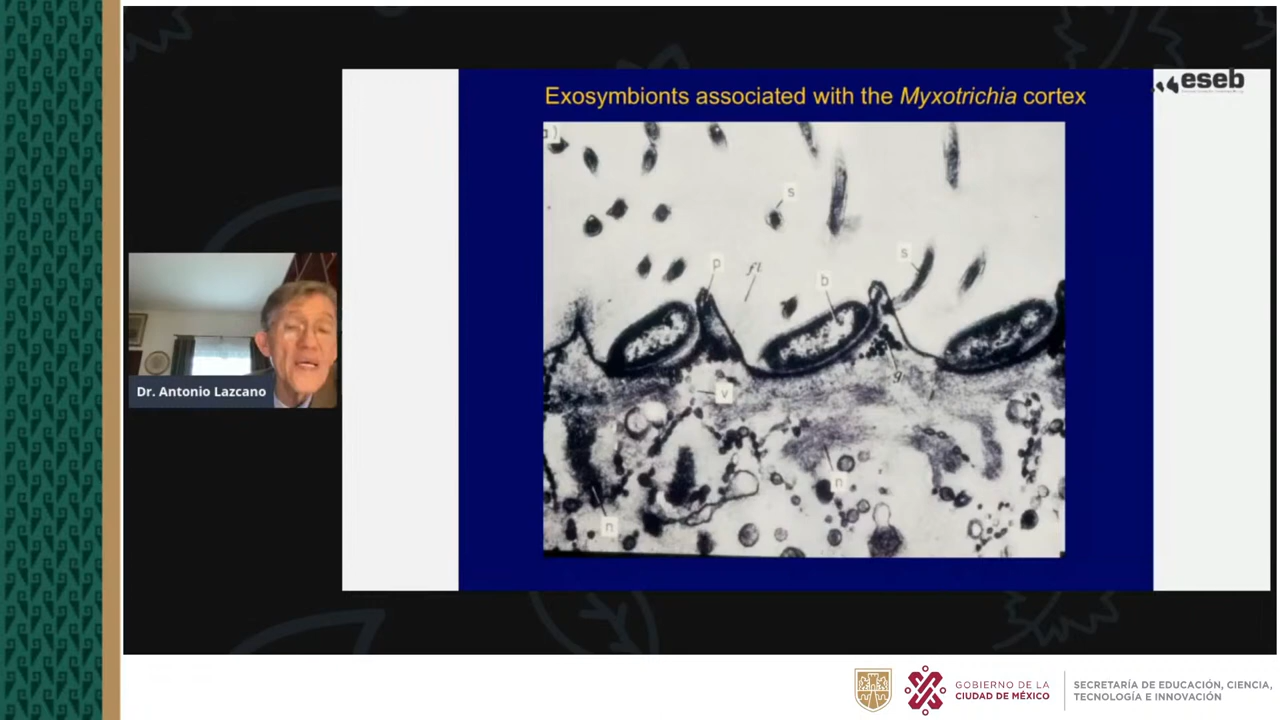 Exosymbionts associated with the Myxotrichia cortex
eseb
a)
s
s
p
fl
b
g
v
n
n
Dr. Antonio Lazcano
GOBIERNO DE LA
CIUDAD DE MÉXICO
SECRETARÍA DE EDUCACIÓN, CIENCIA,
TECNOLOGÍA E INNOVACIÓN